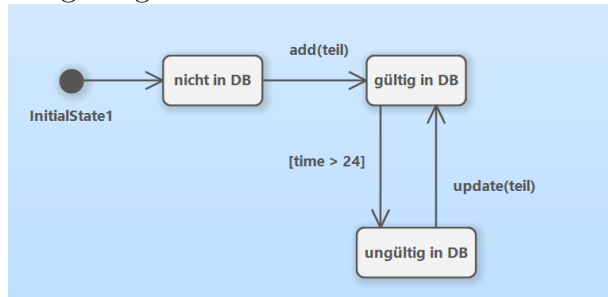 add(teil)
nicht in DB
gültig in DB
InitialState1
[time > 24]
update(teil)
ungültig in DB